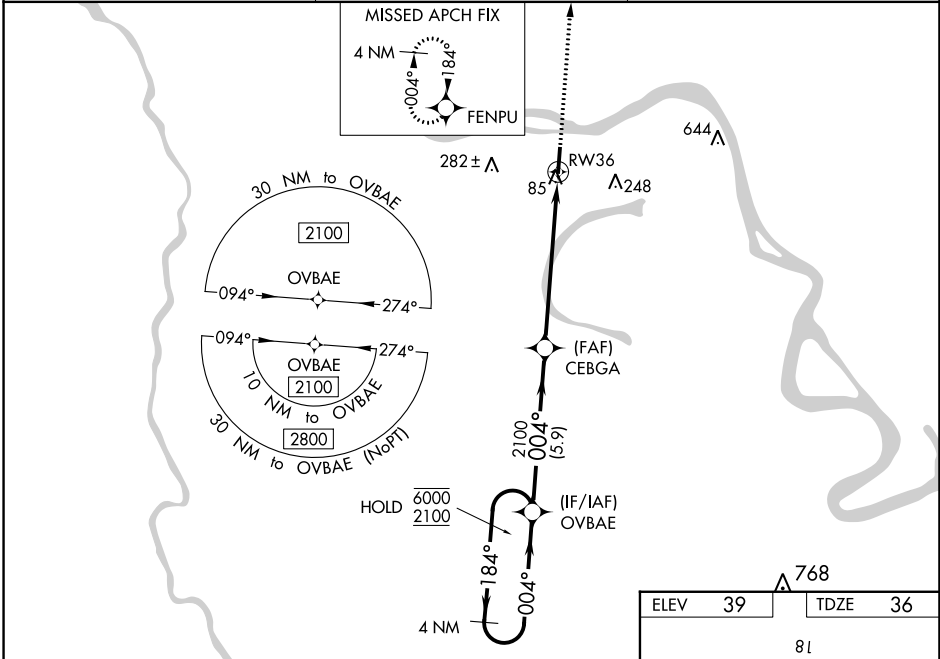 MISSED APCH FIX
4 NM
004°
184°
FENPU
644
282 ±
RW36
85
248
30 NM to OVBAE
2100
OVBAE
094°
274°
094°
274°
OVBAE
2100
10 NM to OVBAE
2800
30 NM to OVBAE (NoPT)
(FAF)
CEBGA
2100
004°
(5.9)
HOLD
6000
2100
(IF/IAF)
OVBAE
184°
004°
4 NM
768
ELEV 39
TDZE 36
18